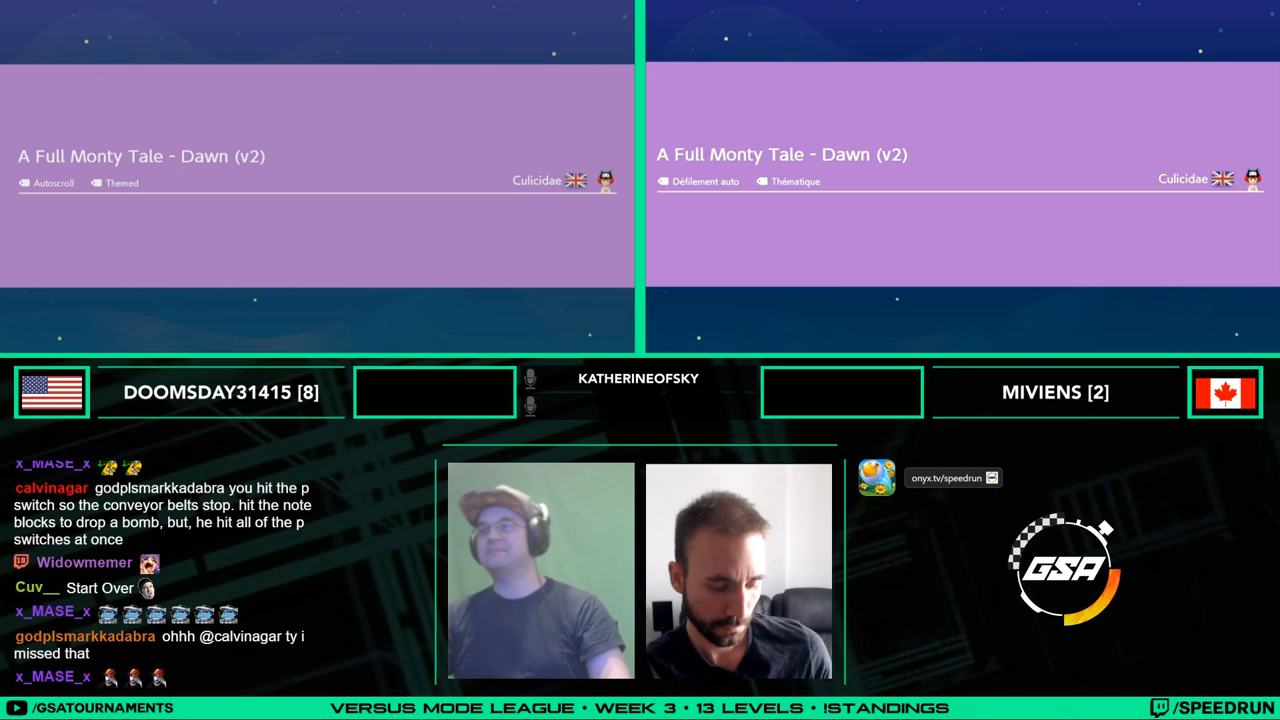 A Full Monty Tale - Dawn (v2)
Autoscroll Themed
Culicidae
A Full Monty Tale - Dawn (v2)
Défilement auto Thématique
Culicidae
DOOMSDAY31415 [8]
KATHERINEOFSKY
MIVIENS [2]
x_MASE_x
calvinagar godplsmarkkadabra you hit the p
switch so the conveyor belts stop. hit the note
blocks to drop a bomb, but, he hit all of the p
switches at once
Widowmemer
Cuv__ Start Over
x_MASE_x
godplsmarkkadabra ohhh @calvinagar ty i
missed that
x_MASE_x
onyx.tv/speedrun
GSA
/GSATOURNAMENTS
VERSUS MODE LEAGUE • WEEK 3 • 13 LEVELS • !STANDINGS
/SPEEDRUN